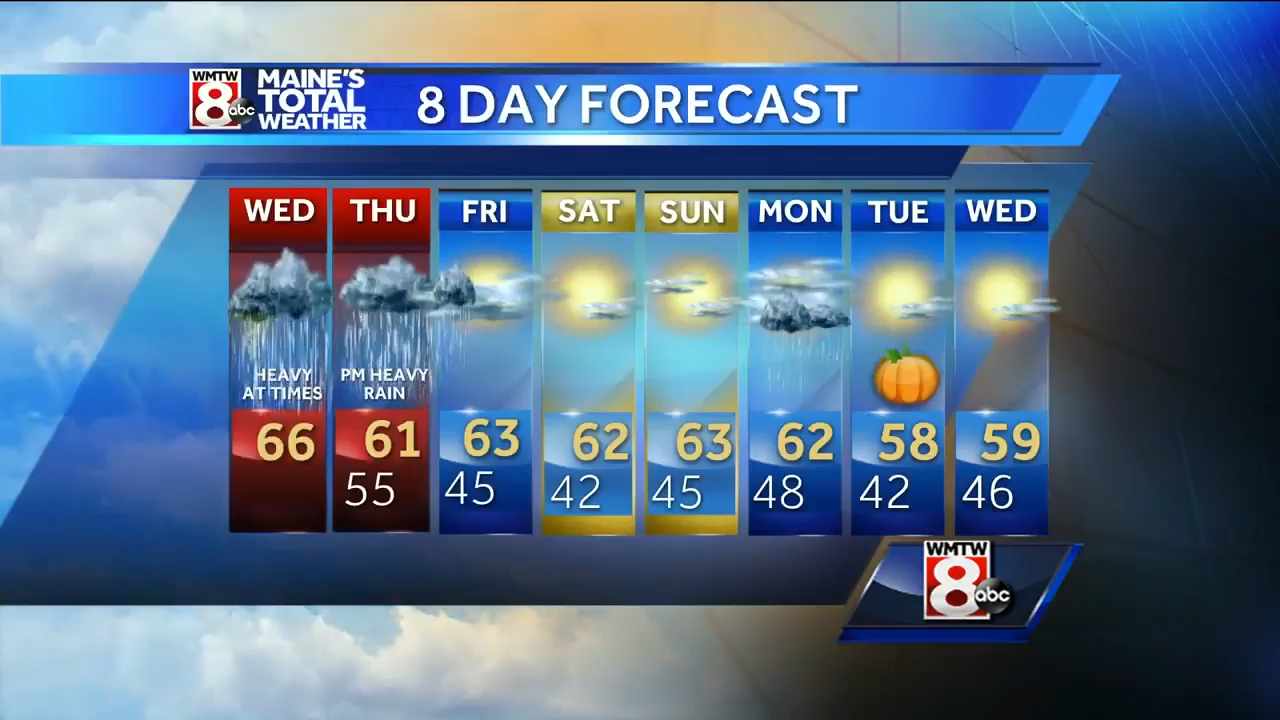 WMTW
8
abc
MAINE'S
TOTAL
WEATHER
8 DAY FORECAST
WED THU FRI SAT SUN MON TUE WED
HEAVY
AT TIMES
PM HEAVY
RAIN
66 61 63 62 63 62 58 59
55 45 42 45 48 42 46
WMTW
8
abc